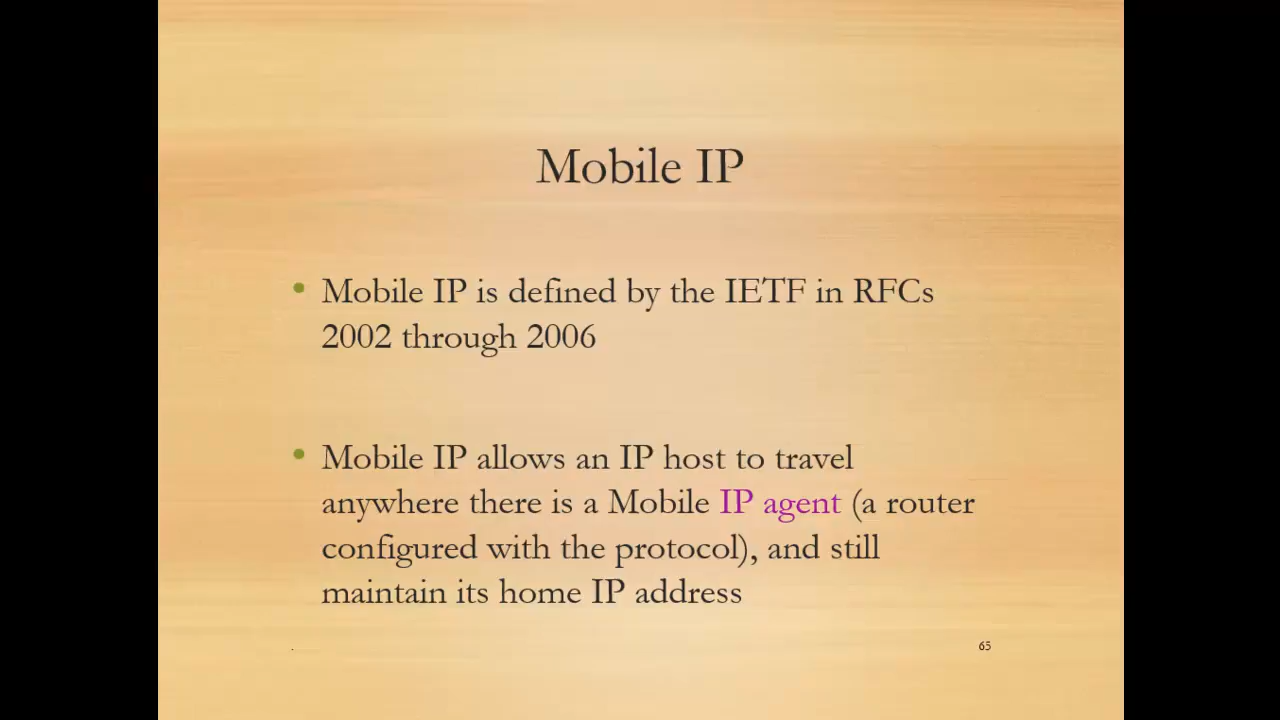 Mobile IP
• Mobile IP is defined by the IETF in RFCs
2002 through 2006
• Mobile IP allows an IP host to travel
anywhere there is a Mobile IP agent (a router
configured with the protocol), and still
maintain its home IP address
.
65